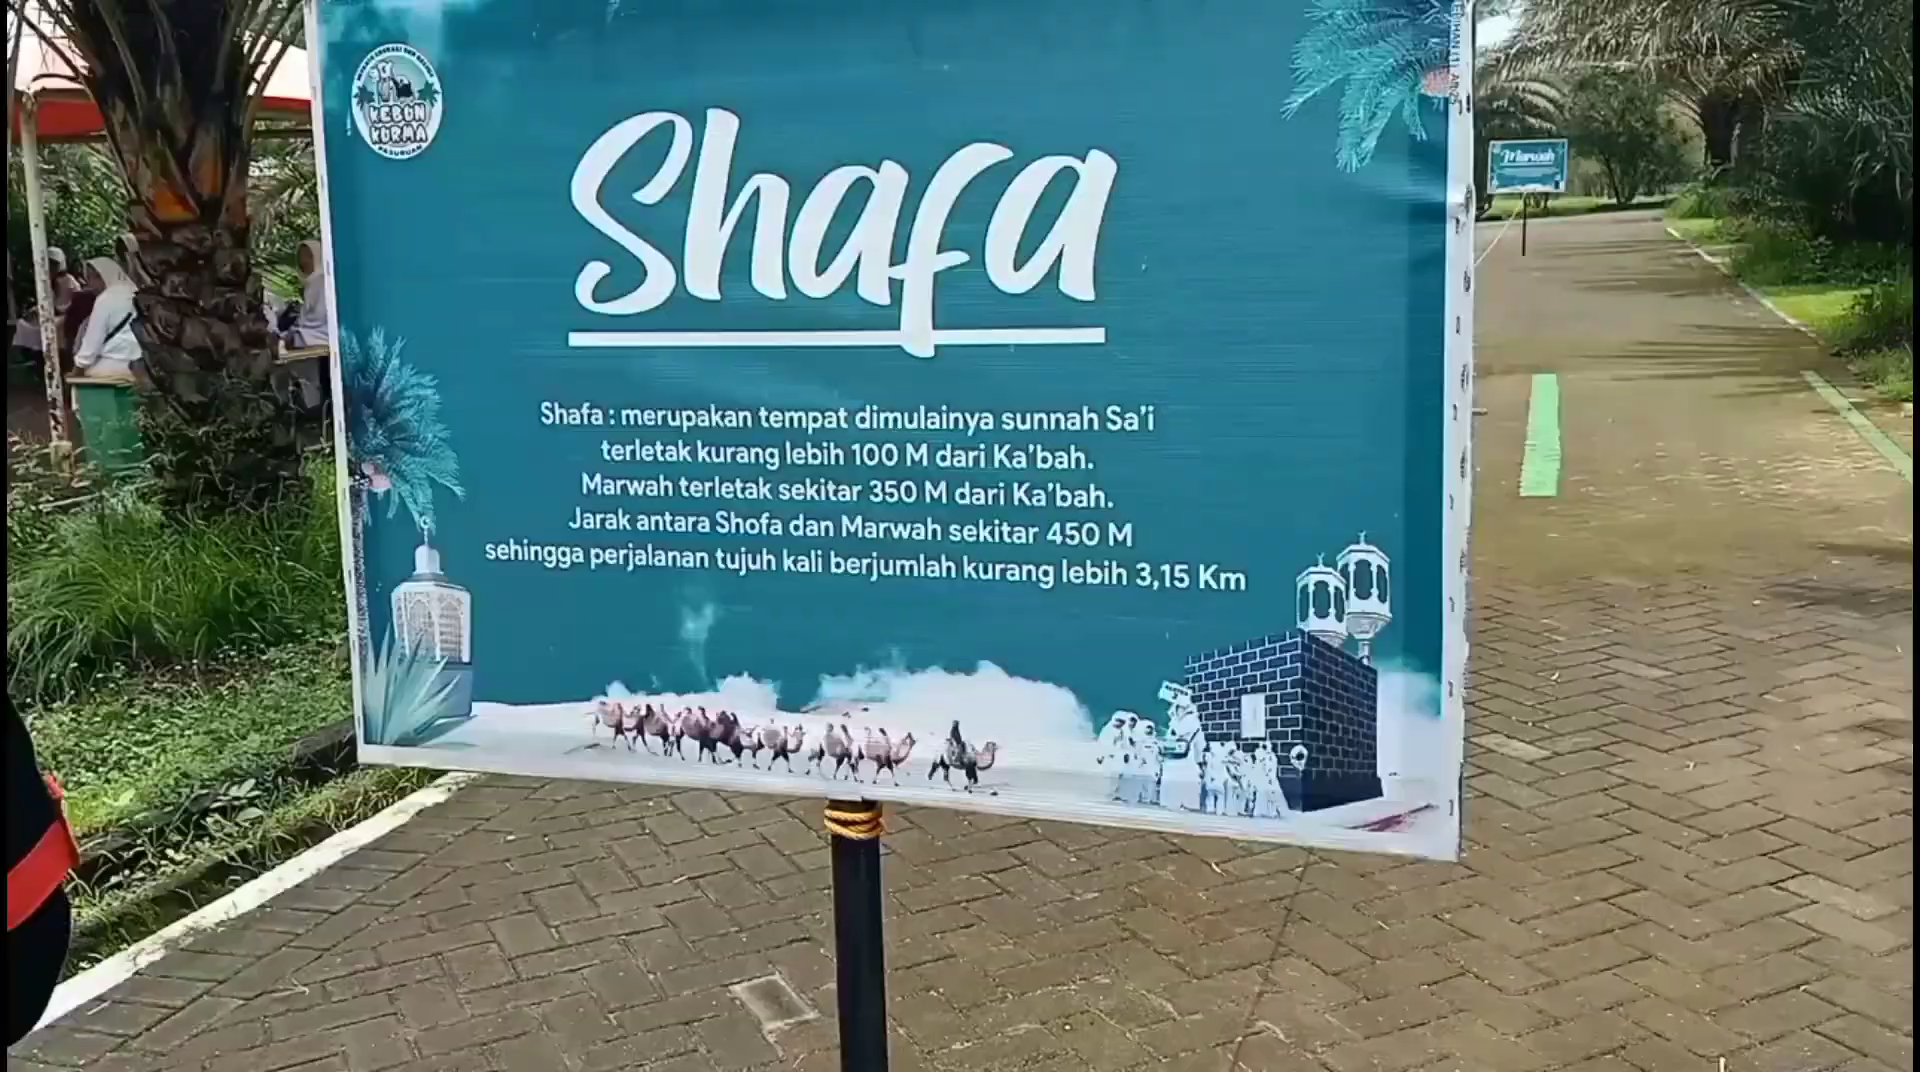 KEBON
KURMA
PASURUAN
Shafa
Marwah
Shafa : merupakan tempat dimulainya sunnah Sa'i
terletak kurang lebih 100 M dari Ka'bah.
Marwah terletak sekitar 350 M dari Ka'bah.
Jarak antara Shofa dan Marwah sekitar 450 M
sehingga perjalanan tujuh kali berjumlah kurang lebih 3,15 Km